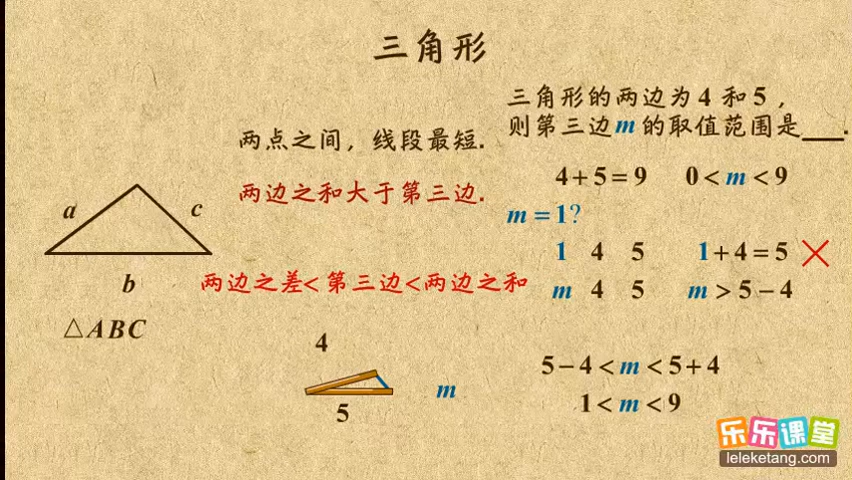 三角形
两点之间，线段最短.
两边之和大于第三边.
a
c
b
△ABC
两边之差<第三边<两边之和
4
5
m
三角形的两边为4和5，
则第三边m的取值范围是___.
4+5=9 0<m<9
m=1?
1 4 5 1+4=5
m 4 5 m>5-4
5-4<m<5+4
1<m<9
乐乐课堂
leleketang.com